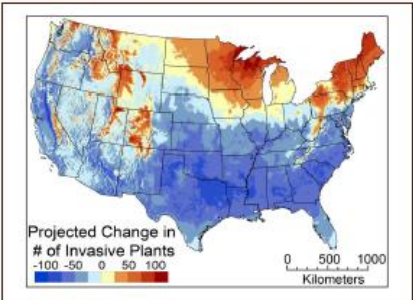 Projected Change in
# of Invasive Plants
-100 -50 0 50 100
0 500 1000
Kilometers